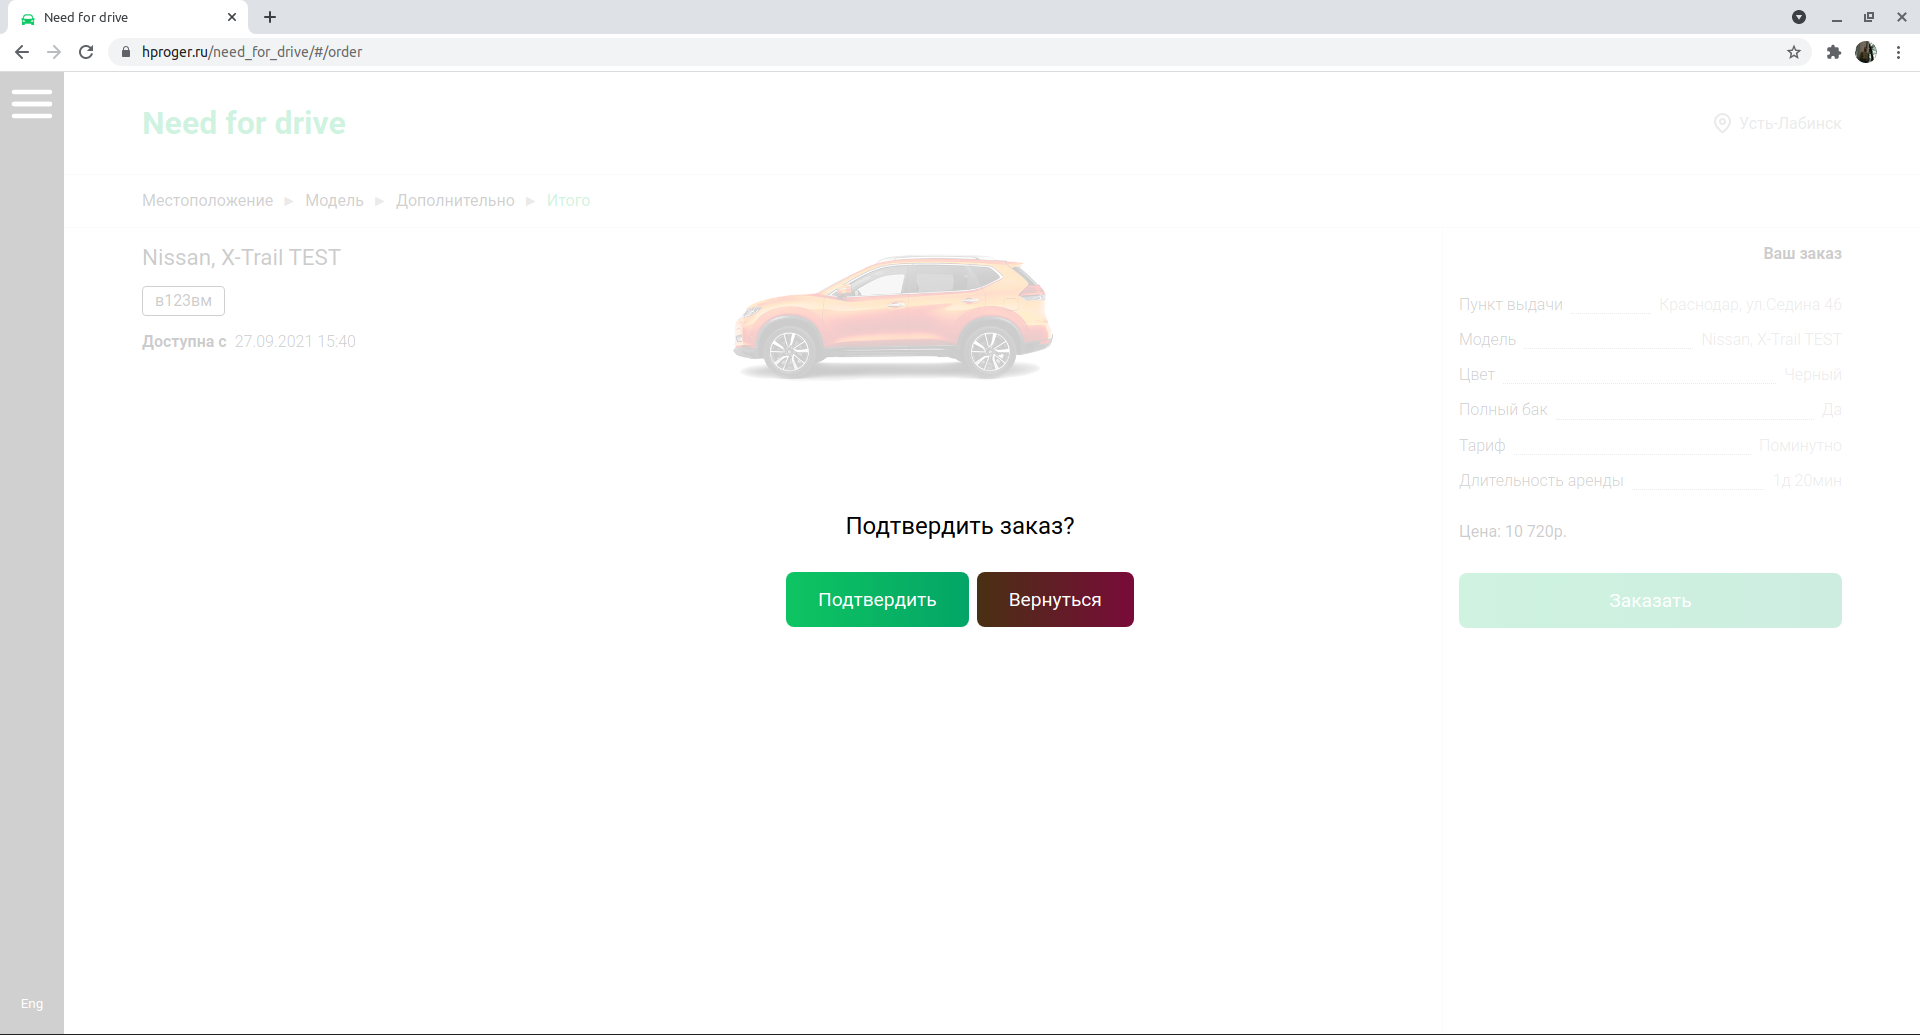 Need for drive
hproger.ru/need_for_drive/#/order
Need for drive
Усть-Лабинск
Местоположение ► Модель ► Дополнительно ► Итого
Nissan, X-Trail TEST
в123вм
Доступна с 27.09.2021 15:40
Ваш заказ
Пункт выдачи Краснодар, ул.Седина 46
Модель Nissan, X-Trail TEST
Цвет Черный
Полный бак Да
Тариф Поминутно
Длительность аренды 1д 20мин
Цена: 10 720р.
Заказать
Подтвердить заказ?
Подтвердить Вернуться
Eng